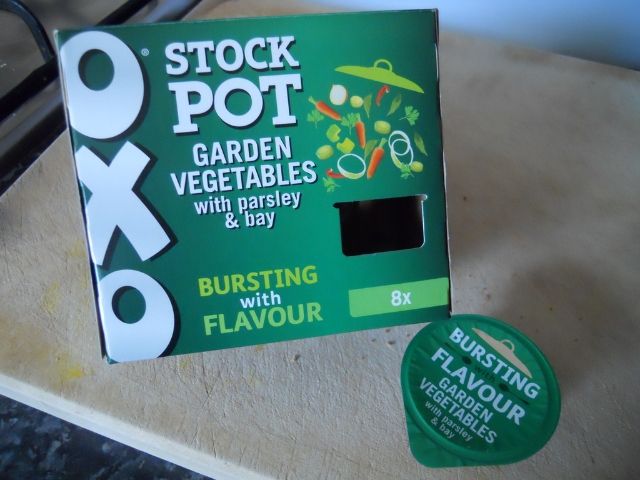 OXO®
STOCK
POT
GARDEN
VEGETABLES
with parsley
& bay
BURSTING
with
FLAVOUR
8x
BURSTING
with
FLAVOUR
GARDEN
VEGETABLES
with parsley
& bay